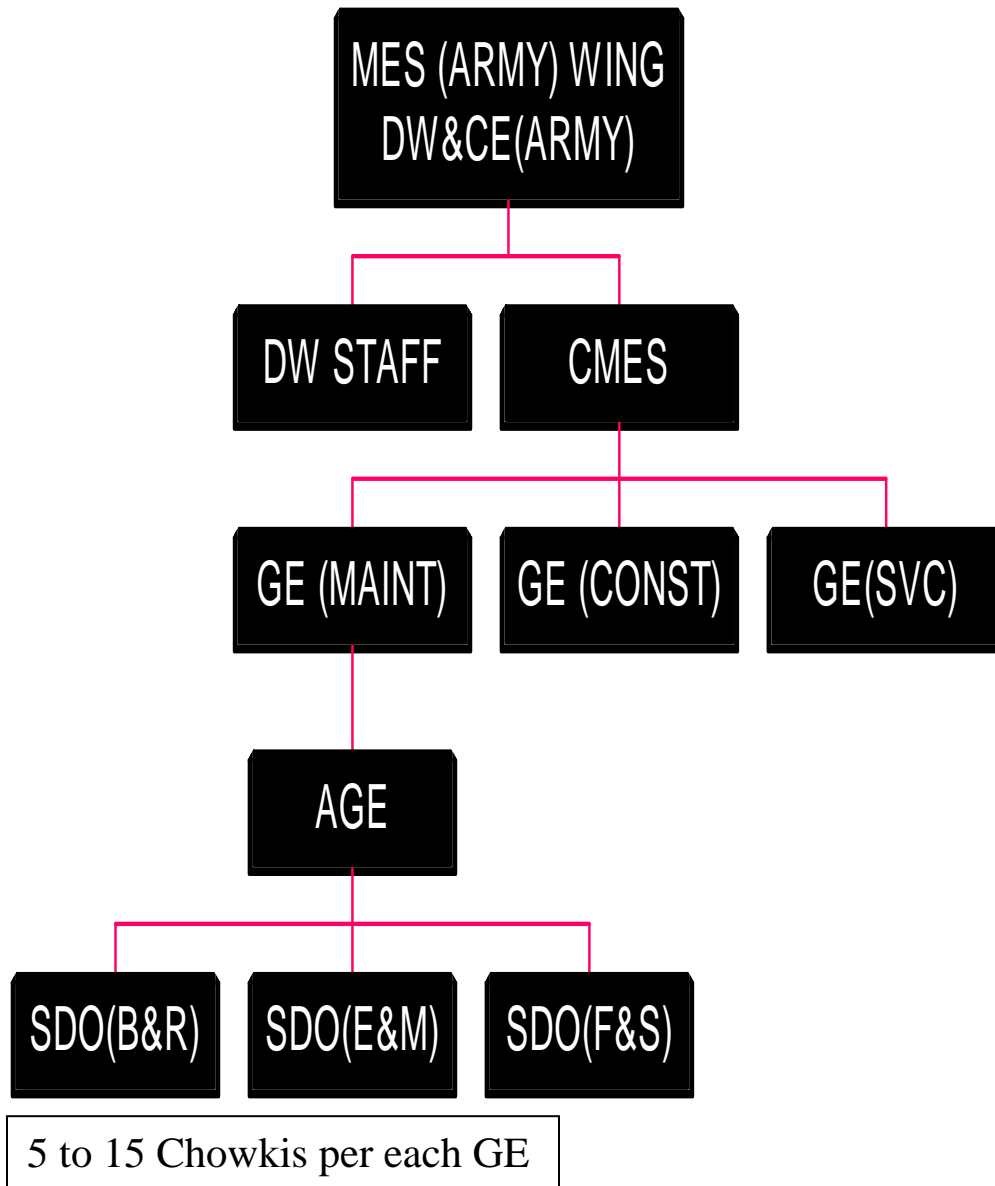 MES (ARMY) WING
DW&CE(ARMY)
DW STAFF
CMES
GE (MAINT)
GE (CONST)
GE(SVC)
AGE
SDO(B&R)
SDO(E&M)
SDO(F&S)
5 to 15 Chowkis per each GE